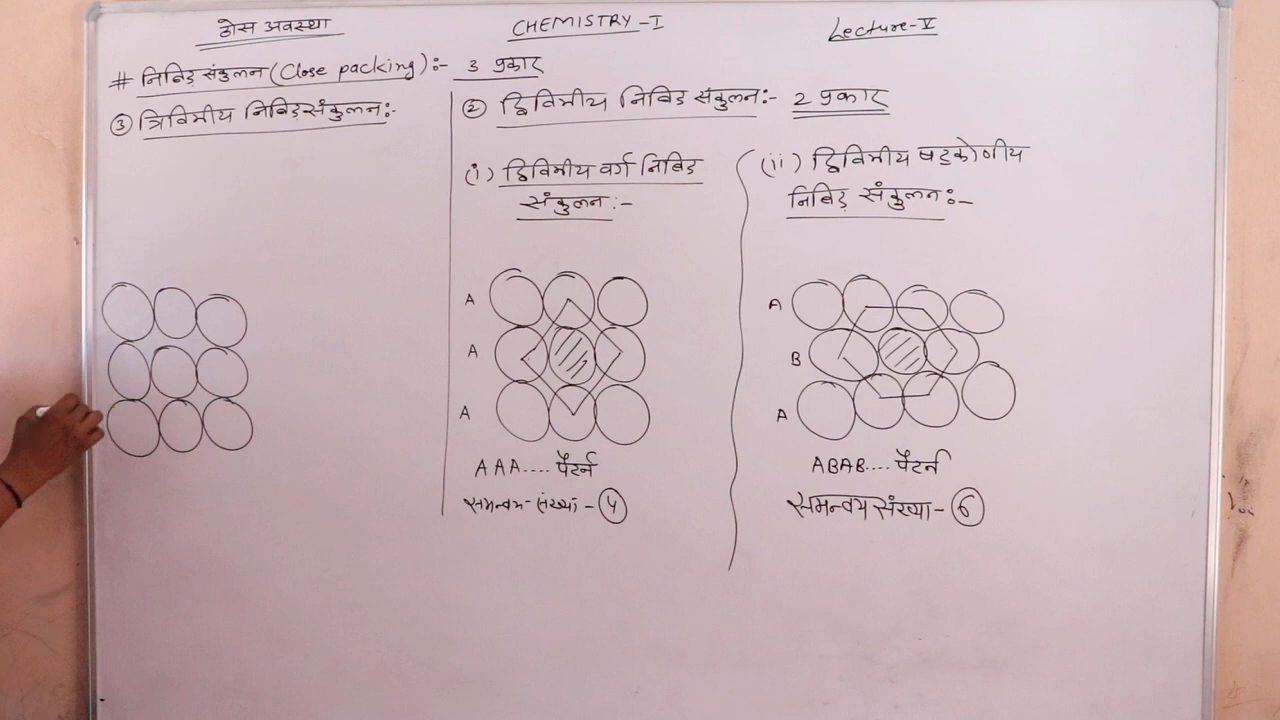 ठोस अवस्था
CHEMISTRY-I
Lecture-V
# निबिड़ संकुलन (Close packing):- 3 प्रकार
③ त्रिविमीय निबिड़ संकुलन:-
② द्विविमीय निबिड़ संकुलन:- 2 प्रकार
(i) द्विविमीय वर्ग निबिड़
संकुलन:-
A
A
A
AAA.... पैटर्न
समन्वय-संख्या - ④
(ii) द्विविमीय षट्कोणीय
निबिड़ संकुलन:-
A
B
A
ABAB.... पैटर्न
समन्वय संख्या - ⑥